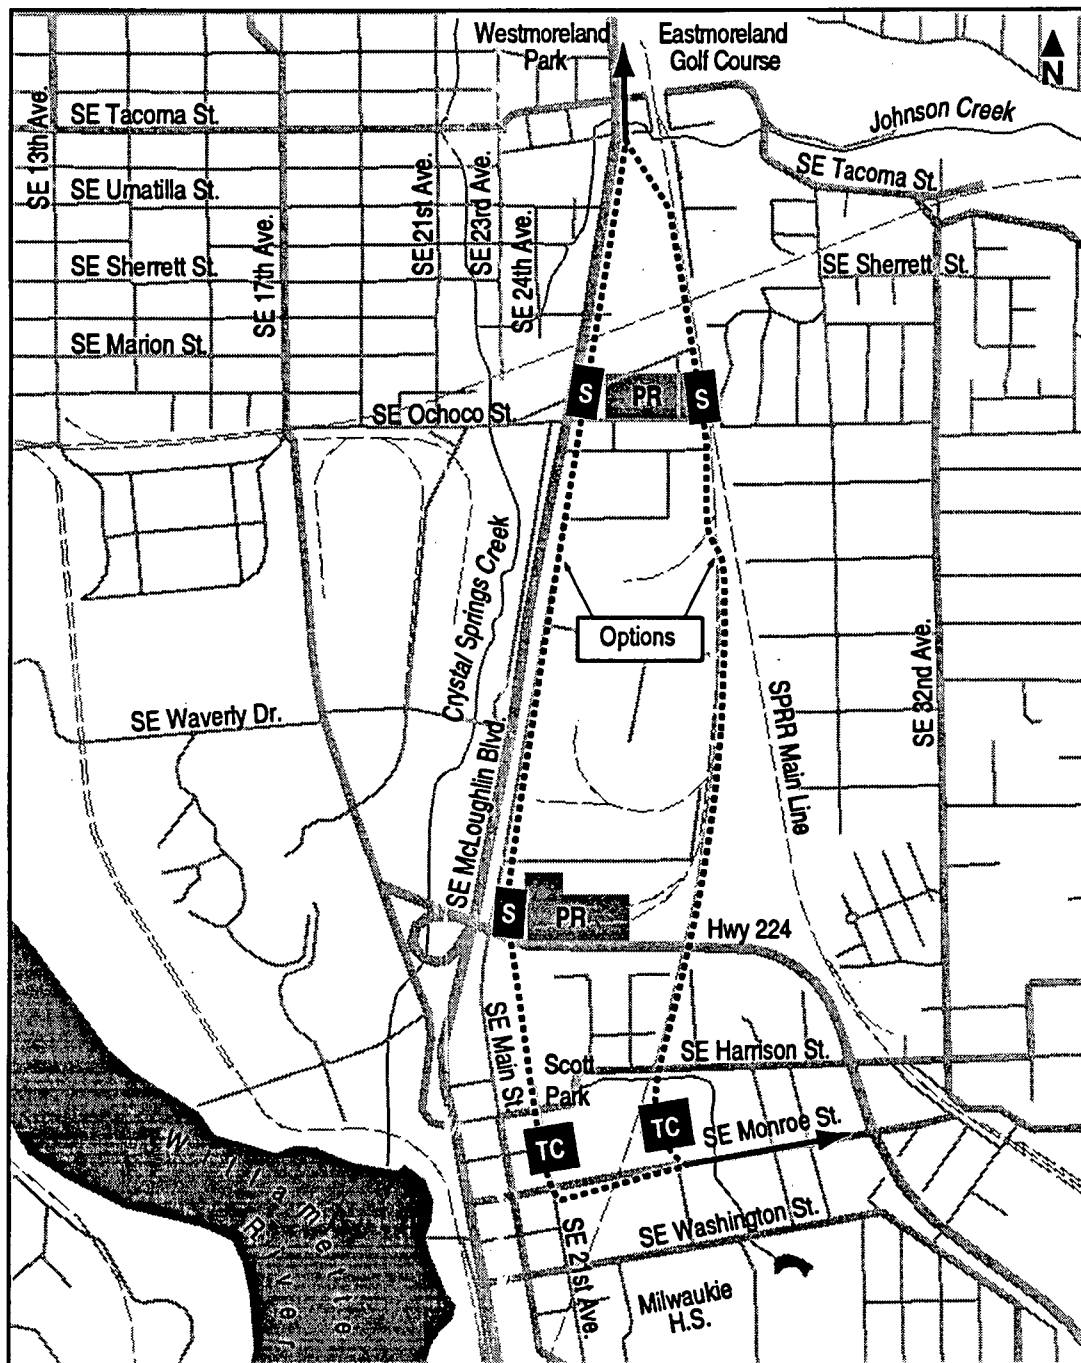 Westmoreland
Park
Eastmoreland
Golf Course
N
SE 13th Ave.
SE Tacoma St.
Johnson Creek
SE Tacoma St.
SE Umatilla St.
SE 21st Ave.
SE 23rd Ave.
SE 24th Ave.
SE 17th Ave.
SE Sherrett St.
SE Sherrett St.
SE Marion St.
S
PR
S
SE Ochoco St.
Crystal Springs Creek
Options
SE 32nd Ave.
SE Waverly Dr.
SE McLoughlin Blvd.
SPRR Main Line
S
PR
Hwy 224
SE Main St.
Scott
Park
SE Harrison St.
TC
TC
SE Monroe St.
Willamette
River
SE Washington St.
SE 21st Ave.
Milwaukie
H.S.